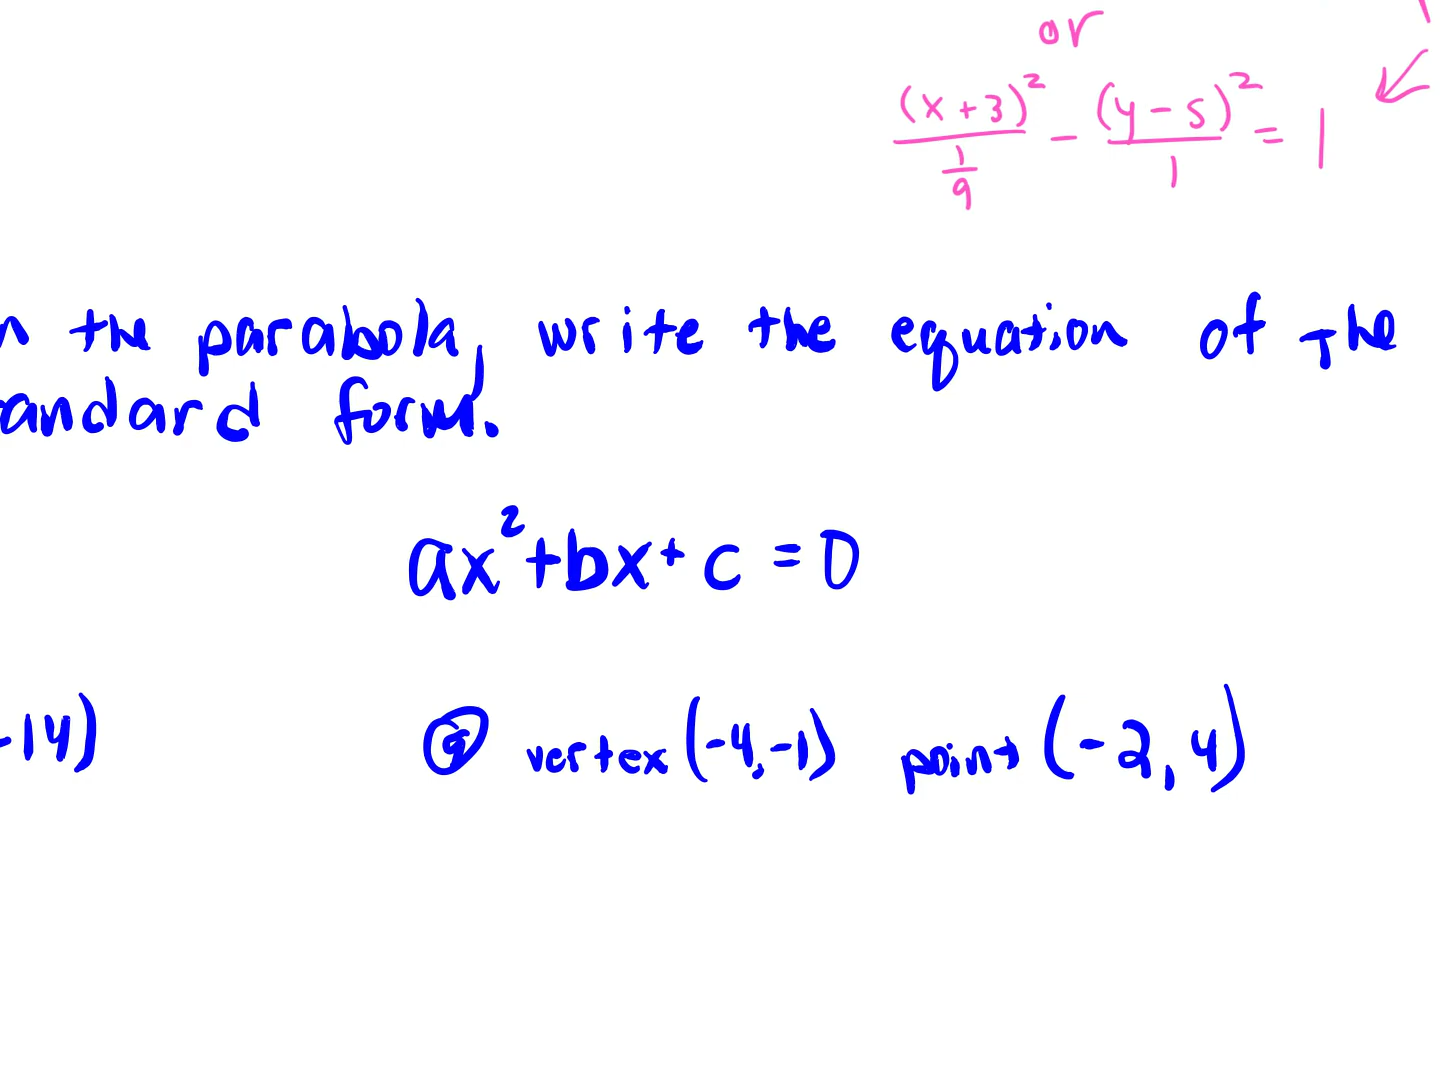 or
(x+3)² / (1/9) - (y-5)² / 1 = 1
the parabola, write the equation of the
form.
ax²+bx+c=0
-14) ⑨ vertex (-4,-1) point (-2,4)